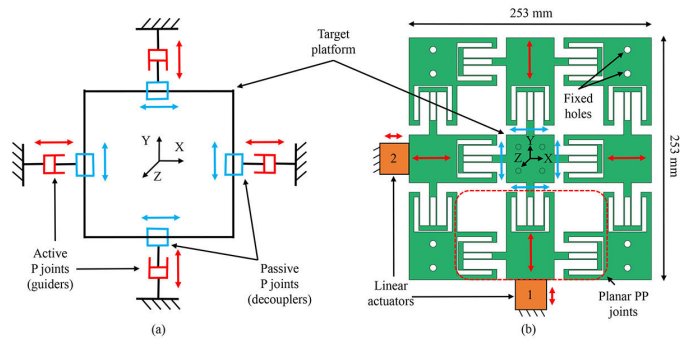 (a)
Target
platform
253 mm
Y
X
Z
Active
P joints
(guiders)
Passive
P joints
(decouplers)
(a)
Fixed
holes
253 mm
2
Y
X
Z
Linear
actuators
1
Planar PP
joints
(b)